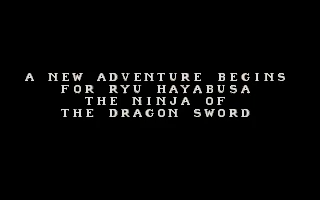 A NEW ADVENTURE BEGINS
FOR RYU HAYABUSA
THE NINJA OF
THE DRAGON SWORD